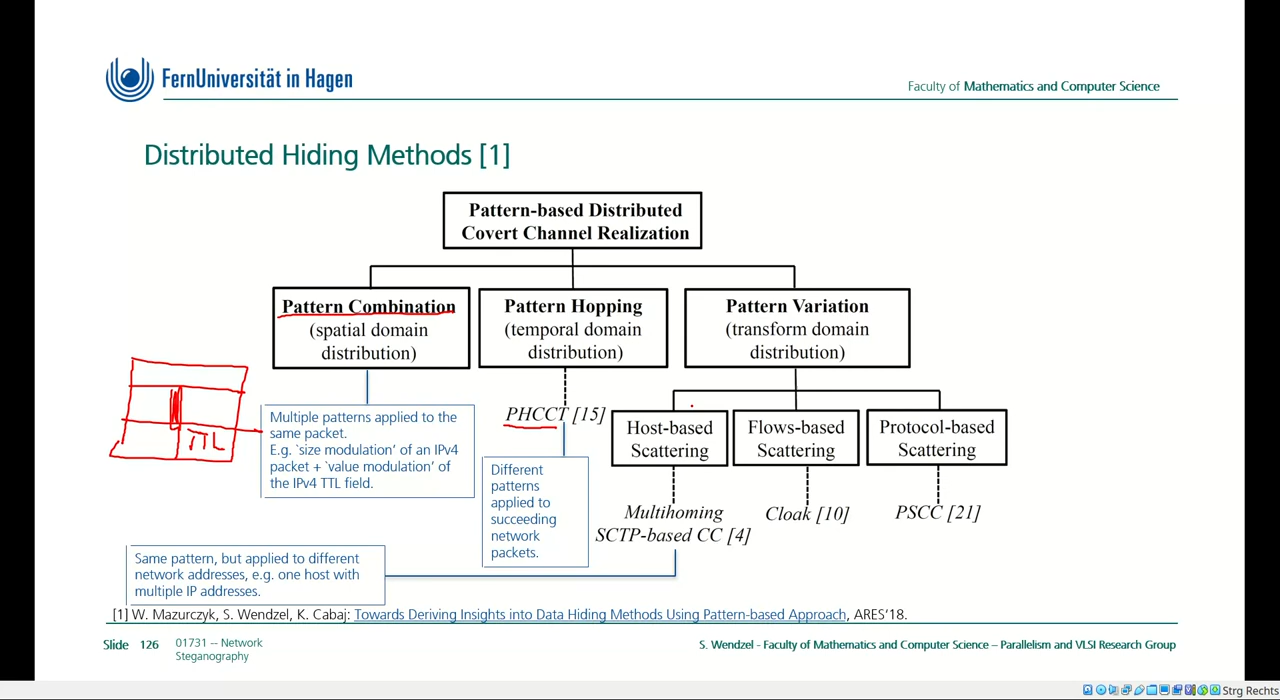 FernUniversität in Hagen
Faculty of Mathematics and Computer Science
Distributed Hiding Methods [1]
Pattern-based Distributed
Covert Channel Realization
Pattern Combination
(spatial domain
distribution)
Pattern Hopping
(temporal domain
distribution)
Pattern Variation
(transform domain
distribution)
TTL
Multiple patterns applied to the
same packet.
E.g. `size modulation’ of an IPv4
packet + ‘value modulation’ of
the IPv4 TTL field.
PHCCT [15]
Different
patterns
applied to
succeeding
network
packets.
Host-based
Scattering
Flows-based
Scattering
Protocol-based
Scattering
Multihoming
SCTP-based CC [4]
Cloak [10]
PSCC [21]
Same pattern, but applied to different
network addresses, e.g. one host with
multiple IP addresses.
[1] W. Mazurczyk, S. Wendzel, K. Cabaj: Towards Deriving Insights into Data Hiding Methods Using Pattern-based Approach, ARES’18.
Slide 126
01731 -- Network
Steganography
S. Wendzel - Faculty of Mathematics and Computer Science – Parallelism and VLSI Research Group
Strg Rechts